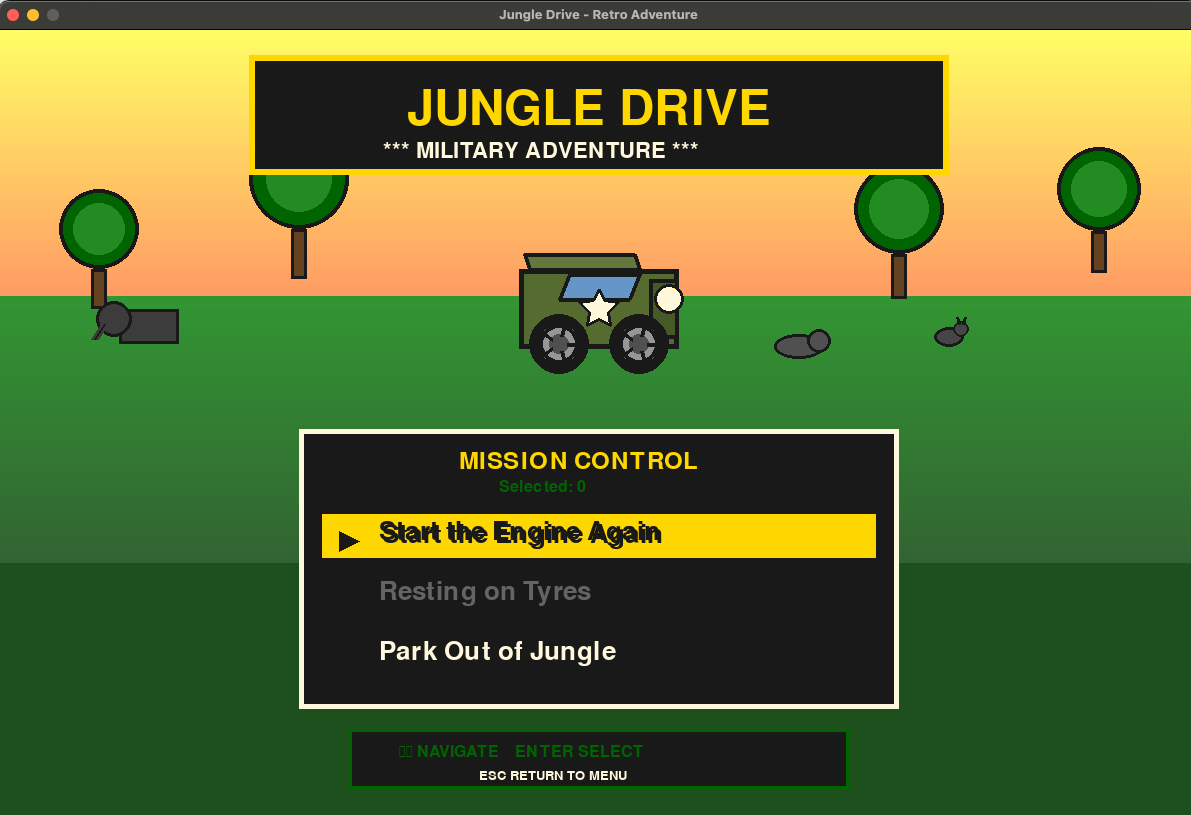 Jungle Drive - Retro Adventure
JUNGLE DRIVE
*** MILITARY ADVENTURE ***
MISSION CONTROL
Selected: 0
Start the Engine Again
Resting on Tyres
Park Out of Jungle
NAVIGATE ENTER SELECT
ESC RETURN TO MENU